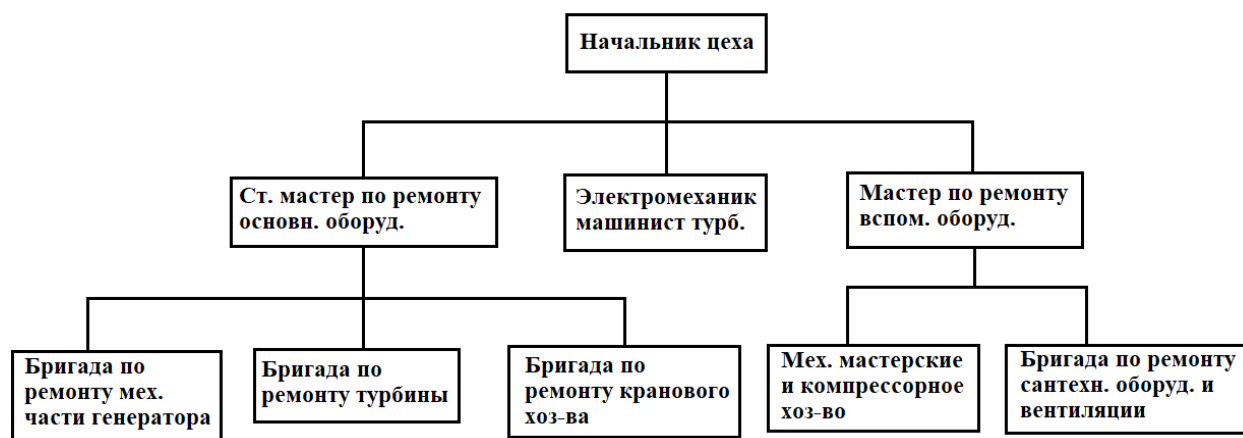 Начальник цеха
Ст. мастер по ремонту
основн. оборуд.
Электромеханик
машинист турб.
Мастер по ремонту
вспом. оборуд.
Бригада по
ремонту мех.
части генератора
Бригада по
ремонту турбины
Бригада по
ремонту кранового
хоз-ва
Мех. мастерские
и компрессорное
хоз-во
Бригада по ремонту
сантехн. оборуд. и
вентиляции